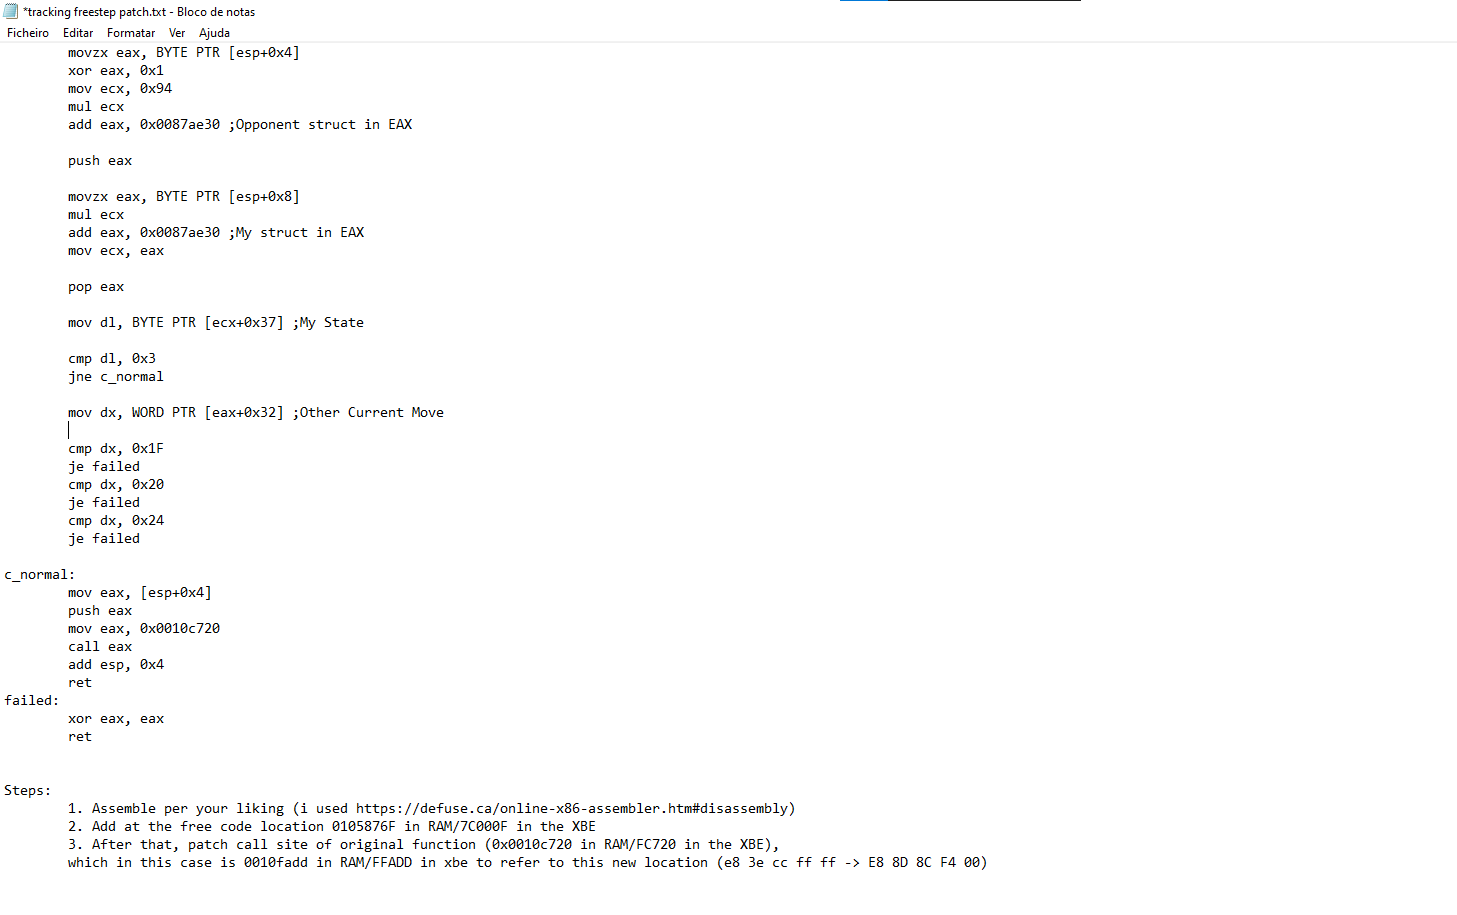 *tracking freestep patch.txt - Bloco de notas
Ficheiro Editar Formatar Ver Ajuda
movzx eax, BYTE PTR [esp+0x4]
xor eax, 0x1
mov ecx, 0x94
mul ecx
add eax, 0x0087ae30 ;Opponent struct in EAX
push eax
movzx eax, BYTE PTR [esp+0x8]
mul ecx
add eax, 0x0087ae30 ;My struct in EAX
mov ecx, eax
pop eax
mov dl, BYTE PTR [ecx+0x37] ;My State
cmp dl, 0x3
jne c_normal
mov dx, WORD PTR [eax+0x32] ;Other Current Move
cmp dx, 0x1F
je failed
cmp dx, 0x20
je failed
cmp dx, 0x24
je failed
c_normal:
mov eax, [esp+0x4]
push eax
mov eax, 0x0010c720
call eax
add esp, 0x4
ret
failed:
xor eax, eax
ret
Steps:
1. Assemble per your liking (i used https://defuse.ca/online-x86-assembler.htm#disassembly)
2. Add at the free code location 0105876F in RAM/7C000F in the XBE
3. After that, patch call site of original function (0x0010c720 in RAM/FC720 in the XBE),
which in this case is 0010fadd in RAM/FFADD in xbe to refer to this new location (e8 3e cc ff ff -> E8 8D 8C F4 00)